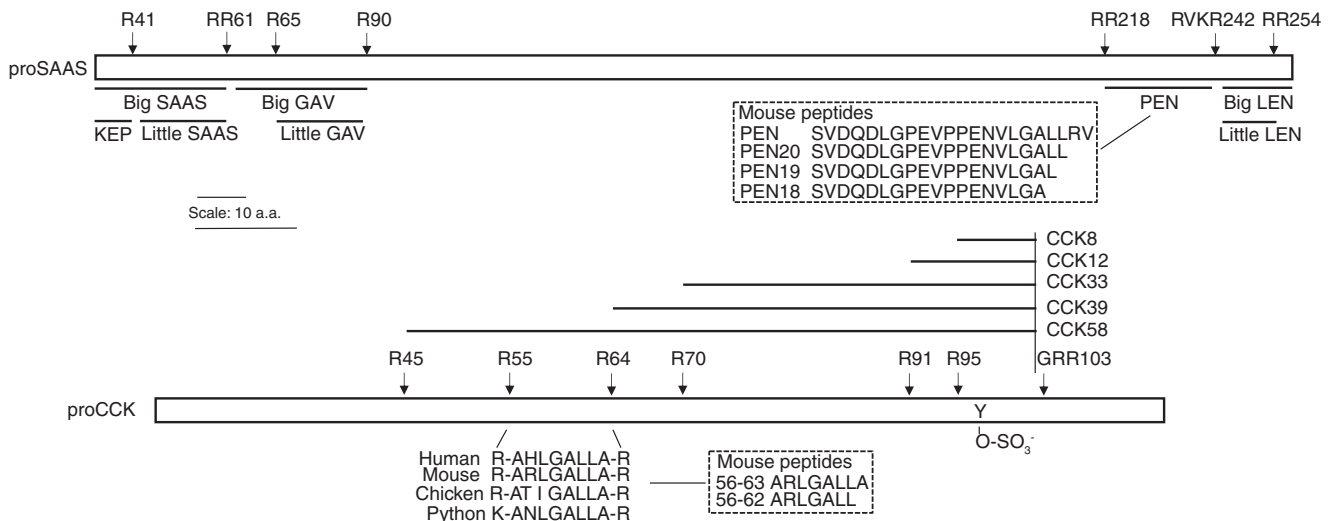 R41 RR61 R65 R90 RR218 RVKR242 RR254
proSAAS
Big SAAS Big GAV PEN Big LEN
KEP Little SAAS Little GAV Little LEN
Mouse peptides
PEN SVDQDLGPEVPPENVLGALLRV
PEN20 SVDQDLGPEVPPENVLGALL
PEN19 SVDQDLGPEVPPENVLGAL
PEN18 SVDQDLGPEVPPENVLGA
Scale: 10 a.a.
CCK8
CCK12
CCK33
CCK39
CCK58
R45 R55 R64 R70 R91 R95 GRR103
proCCK
Y
O-SO3-
Human R-AHLGALLA-R
Mouse R-ARLGALLA-R
Chicken R-AT I GALLA-R
Python K-ANLGALLA-R
Mouse peptides
56-63 ARLGALLA
56-62 ARLGALL